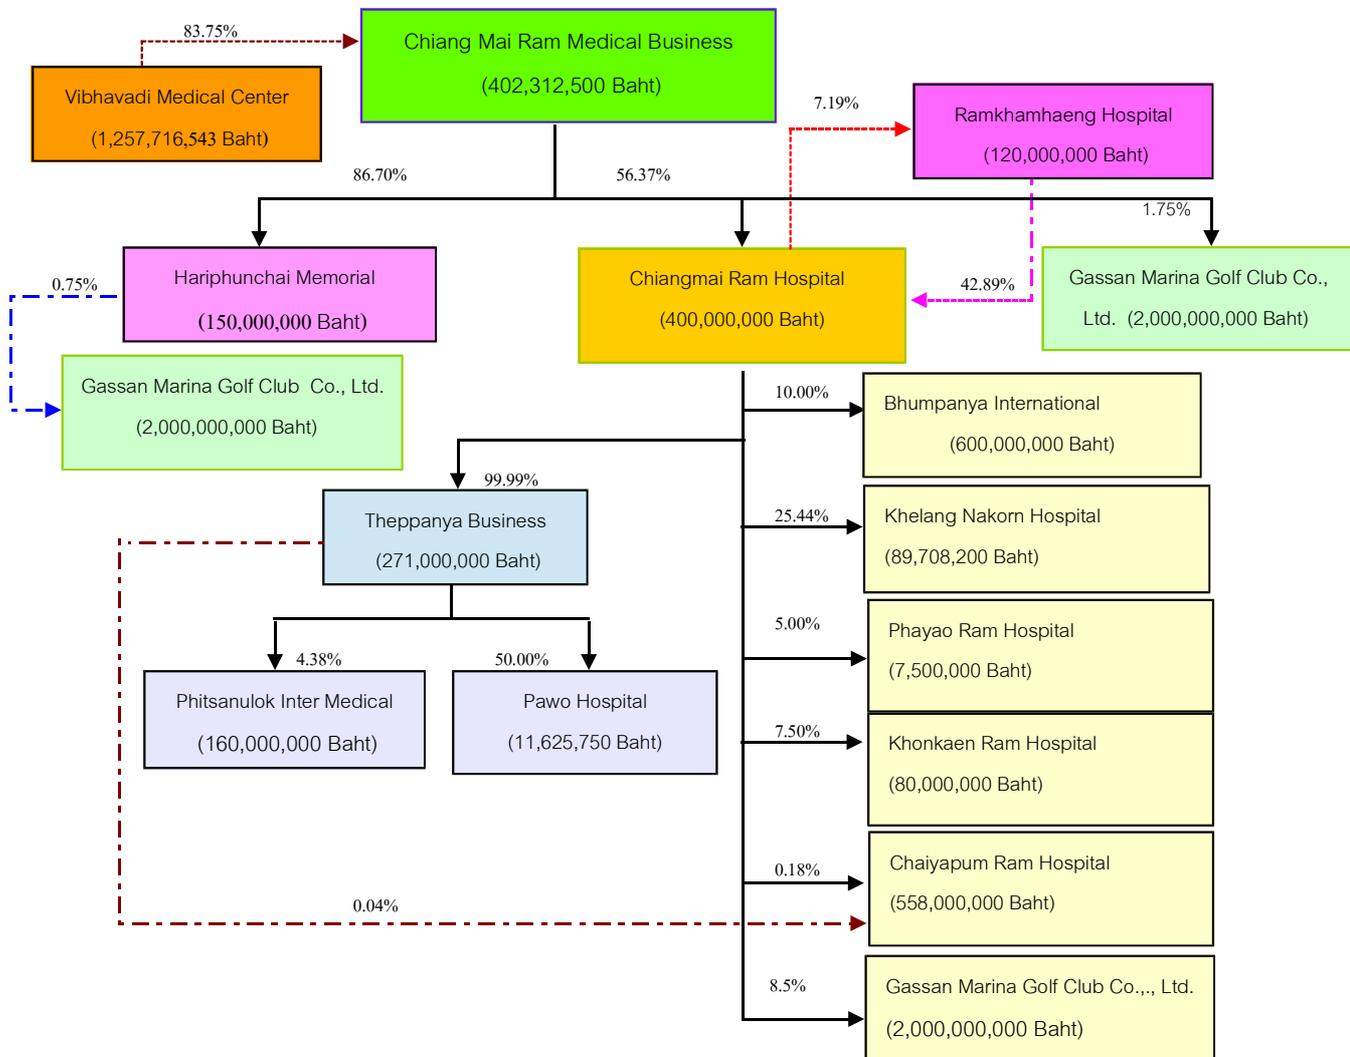 83.75%
Chiang Mai Ram Medical Business
(402,312,500 Baht)
Vibhavadi Medical Center
(1,257,716,543 Baht)
7.19%
Ramkhamhaeng Hospital
(120,000,000 Baht)
86.70%
56.37%
1.75%
Hariphunchai Memorial
(150,000,000 Baht)
0.75%
Chiangmai Ram Hospital
(400,000,000 Baht)
42.89%
Gassan Marina Golf Club Co.,
Ltd. (2,000,000,000 Baht)
Gassan Marina Golf Club Co., Ltd.
(2,000,000,000 Baht)
10.00%
Bhumpanya International
(600,000,000 Baht)
99.99%
Theppanya Business
(271,000,000 Baht)
25.44%
Khelang Nakorn Hospital
(89,708,200 Baht)
5.00%
Phayao Ram Hospital
(7,500,000 Baht)
4.38%
50.00%
Phitsanulok Inter Medical
(160,000,000 Baht)
Pawo Hospital
(11,625,750 Baht)
7.50%
Khonkaen Ram Hospital
(80,000,000 Baht)
0.18%
Chaiyapum Ram Hospital
(558,000,000 Baht)
0.04%
8.5%
Gassan Marina Golf Club Co.,., Ltd.
(2,000,000,000 Baht)